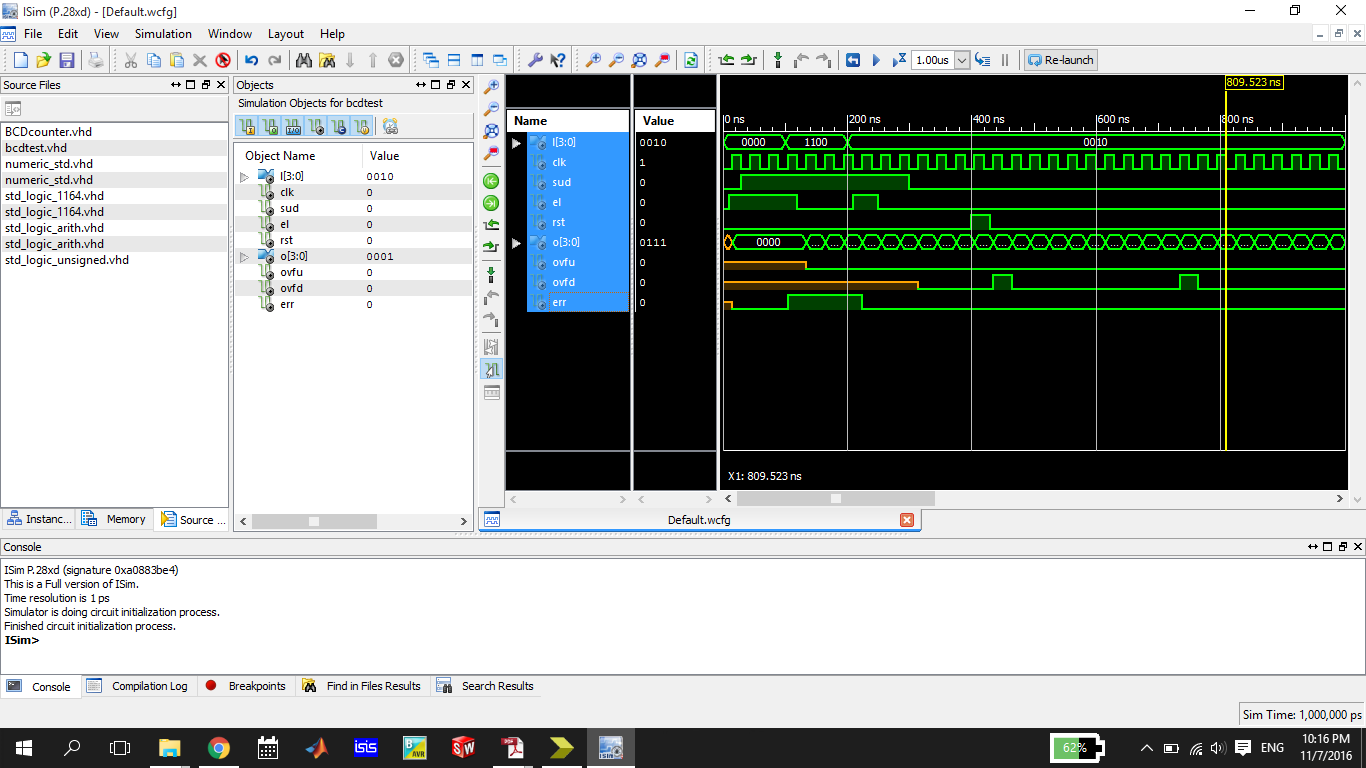 ISim (P.28xd) - [Default.wcfg]
File Edit View Simulation Window Layout Help
1.00us Re-launch
Source Files
BCDcounter.vhd
bcdtest.vhd
numeric_std.vhd
numeric_std.vhd
std_logic_1164.vhd
std_logic_1164.vhd
std_logic_arith.vhd
std_logic_arith.vhd
std_logic_unsigned.vhd
Instanc... Memory Source ...
Objects
Simulation Objects for bcdtest
Object Name Value
I[3:0] 0010
clk 0
sud 0
el 0
rst 0
o[3:0] 0001
ovfu 0
ovfd 0
err 0
Name Value
I[3:0] 0010
clk 1
sud 0
el 0
rst 0
o[3:0] 0111
ovfu 0
ovfd 0
err 0
809.523 ns
0 ns 200 ns 400 ns 600 ns 800 ns
0000 1100 0010
0000 ... ... ... ... ... ... ... ... ... ... ... ... ... ... ... ... ... ... ... ... ... ... ... ... ... ... ... ... ...
X1: 809.523 ns
Default.wcfg
Console
ISim P.28xd (signature 0xa0883be4)
This is a Full version of ISim.
Time resolution is 1 ps
Simulator is doing circuit initialization process.
Finished circuit initialization process.
ISim>
Console Compilation Log Breakpoints Find in Files Results Search Results
Sim Time: 1,000,000 ps
isis AVR SW PDF ISim 62% ENG
10:16 PM
11/7/2016